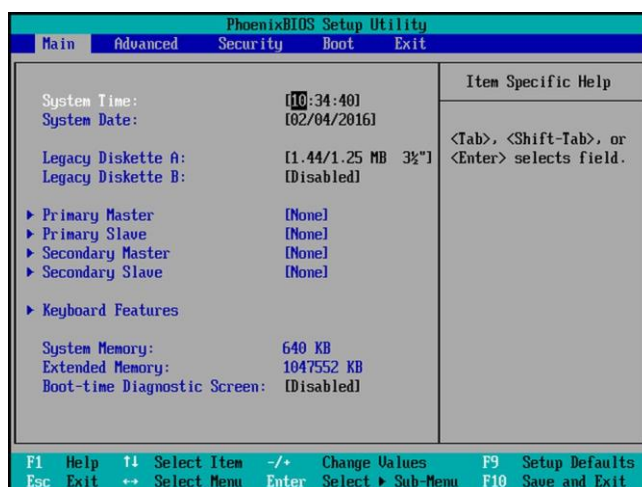 PhoenixBIOS Setup Utility
Main Advanced Security Boot Exit
Item Specific Help
System Time: [10:34:40]
System Date: [02/04/2016]
<Tab>, <Shift-Tab>, or
<Enter> selects field.
Legacy Diskette A: [1.44/1.25 MB 3½"]
Legacy Diskette B: [Disabled]
▶ Primary Master [None]
▶ Primary Slave [None]
▶ Secondary Master [None]
▶ Secondary Slave [None]
▶ Keyboard Features
System Memory: 640 KB
Extended Memory: 1047552 KB
Boot-time Diagnostic Screen: [Disabled]
F1 Help ↑↓ Select Item -/+ Change Values F9 Setup Defaults
Esc Exit ↔ Select Menu Enter Select ▶ Sub-Menu F10 Save and Exit